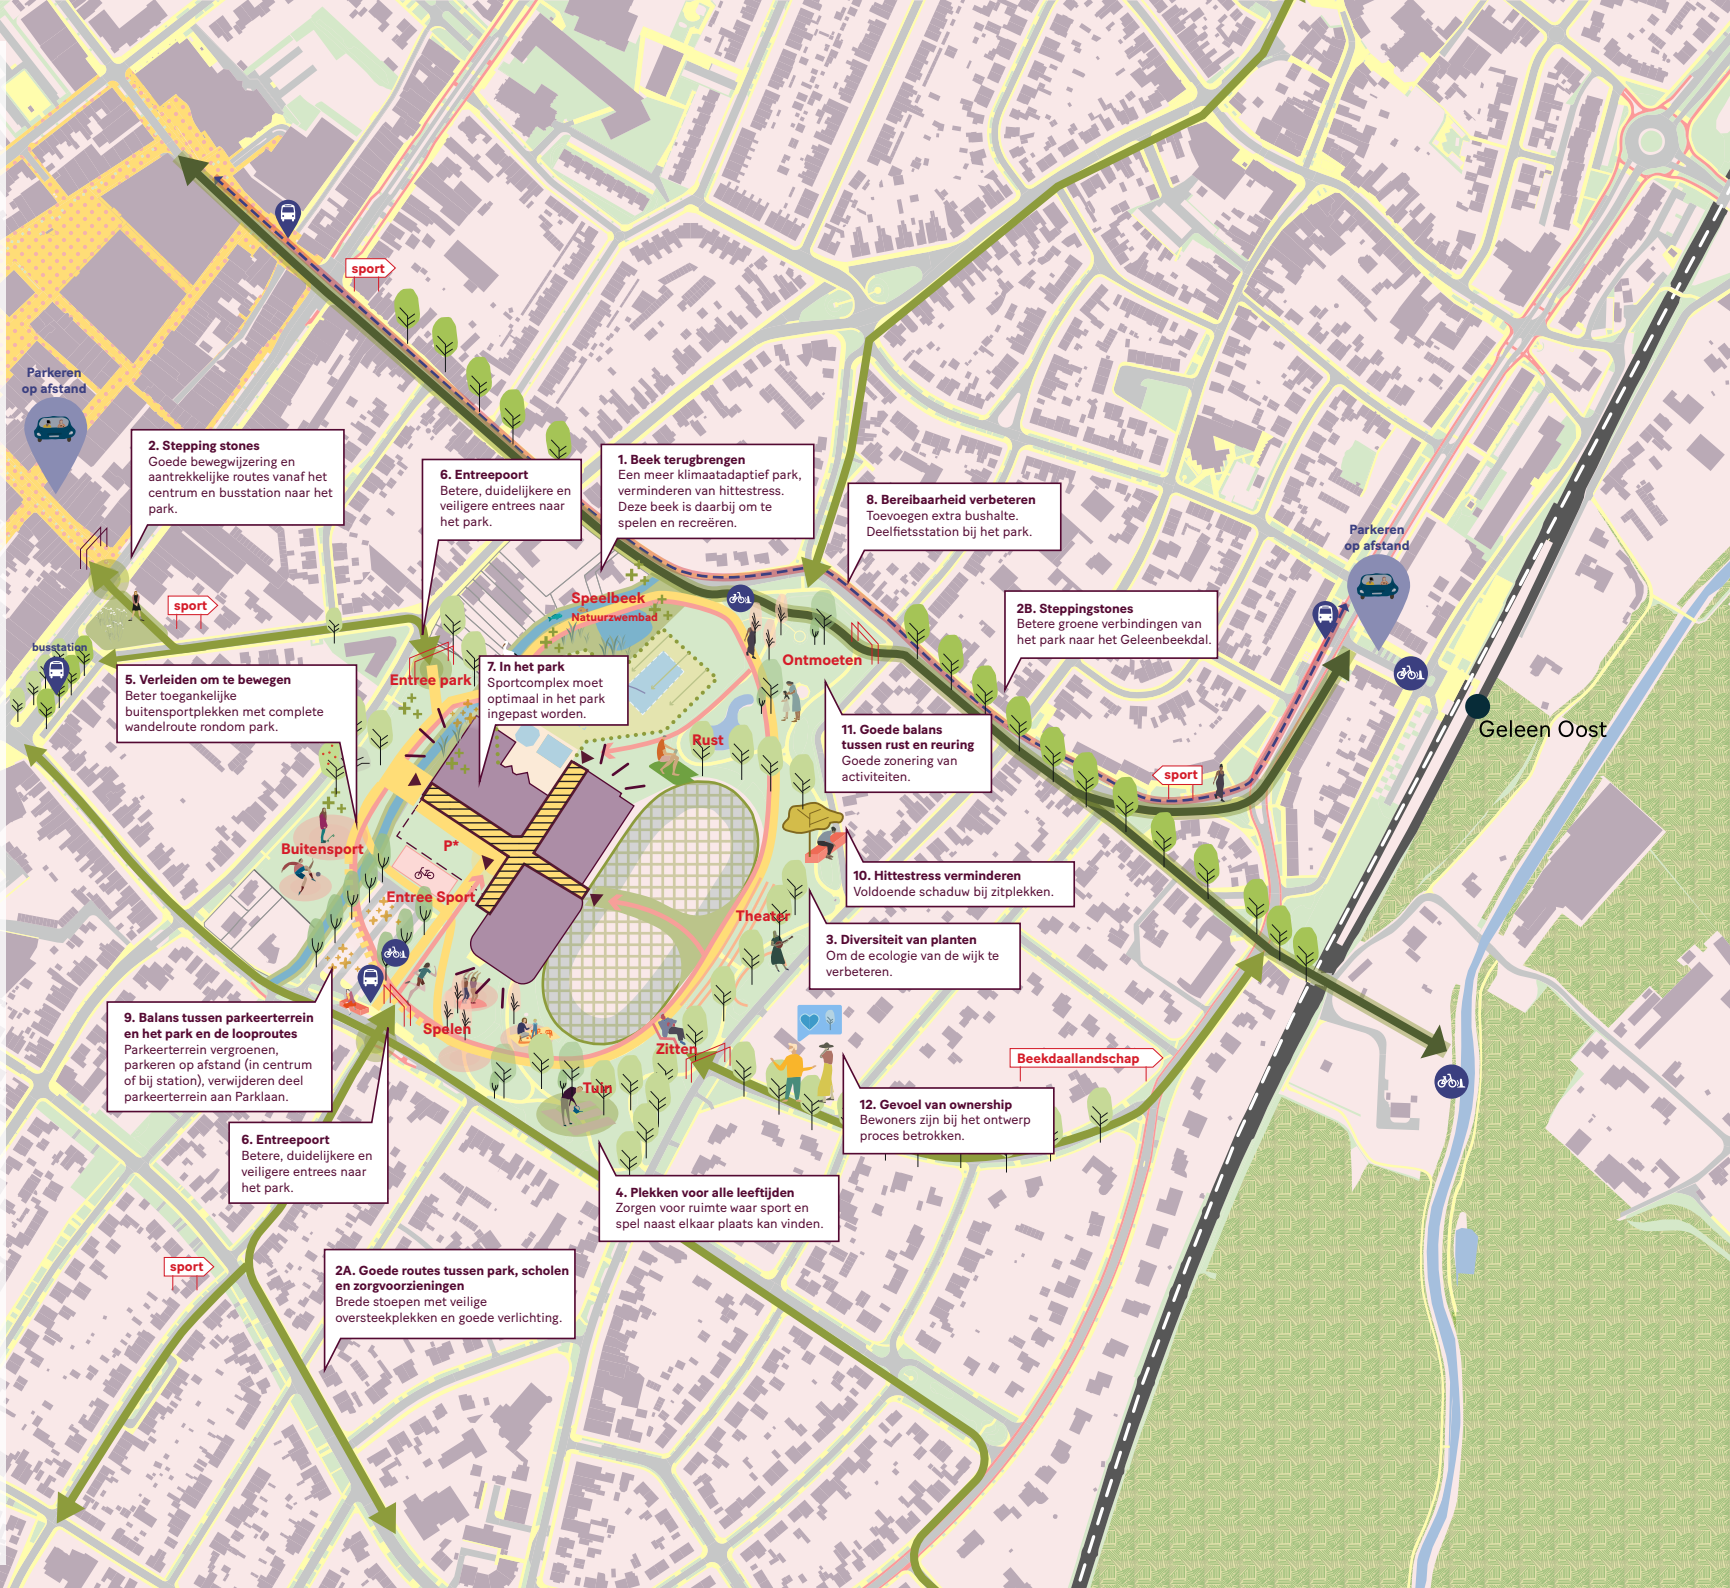 sport
Parkeren
op afstand
2. Stepping stones
Goede bewegwijzering en
aantrekkelijke routes vanaf het
centrum en busstation naar het
park.
6. Entreepoort
Betere, duidelijkere en
veiligere entrees naar
het park.
1. Beek terugbrengen
Een meer klimaatadaptief park,
verminderen van hittestress.
Deze beek is daarbij om te
spelen en recreëren.
8. Bereibaarheid verbeteren
Toevoegen extra bushalte.
Deelfietsstation bij het park.
Parkeren
op afstand
sport
Speelbeek
Natuurzwembad
2B. Steppingstones
Betere groene verbindingen van
het park naar het Geleenbeekdal.
busstation
5. Verleiden om te bewegen
Beter toegankelijke
buitensportplekken met complete
wandelroute rondom park.
Entree park
7. In het park
Sportcomplex moet
optimaal in het park
ingepast worden.
Ontmoeten
Rust
11. Goede balans
tussen rust en reuring
Goede zonering van
activiteiten.
Geleen Oost
sport
Buitensport
P*
Entree Sport
10. Hittestress verminderen
Voldoende schaduw bij zitplekken.
Theater
3. Diversiteit van planten
Om de ecologie van de wijk te
verbeteren.
9. Balans tussen parkeerterrein
en het park en de looproutes
Parkeerterrein vergroenen,
parkeren op afstand (in centrum
of bij station), verwijderen deel
parkeerterrein aan Parklaan.
Spelen
Zitten
Beekdaallandschap
Tuin
12. Gevoel van ownership
Bewoners zijn bij het ontwerp
proces betrokken.
6. Entreepoort
Betere, duidelijkere en
veiligere entrees naar
het park.
4. Plekken voor alle leeftijden
Zorgen voor ruimte waar sport en
spel naast elkaar plaats kan vinden.
sport
2A. Goede routes tussen park, scholen
en zorgvoorzieningen
Brede stoepen met veilige
oversteekplekken en goede verlichting.